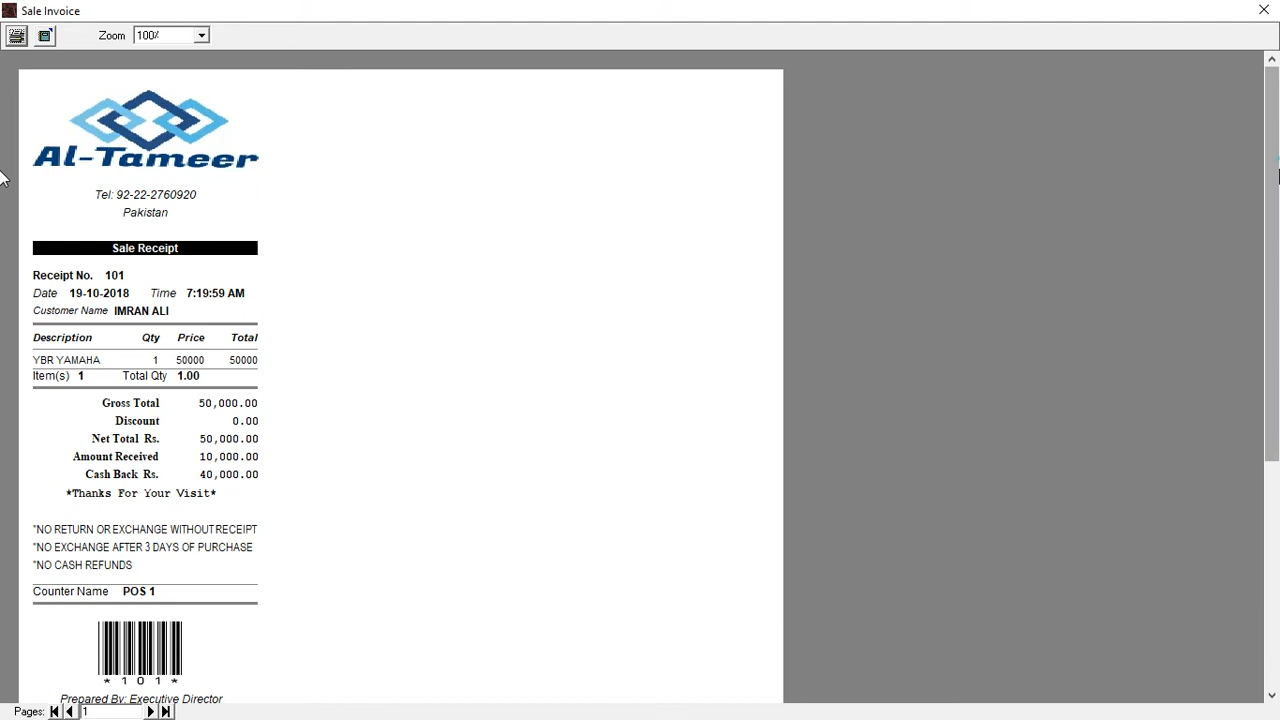 Sale Invoice
Zoom 100%
Al-Tameer
Tel: 92-22-2760920
Pakistan
Sale Receipt
Receipt No. 101
Date 19-10-2018 Time 7:19:59 AM
Customer Name IMRAN ALI
Description Qty Price Total
YBR YAMAHA 1 50000 50000
Item(s) 1 Total Qty 1.00
Gross Total 50,000.00
Discount 0.00
Net Total Rs. 50,000.00
Amount Received 10,000.00
Cash Back Rs. 40,000.00
*Thanks For Your Visit*
*NO RETURN OR EXCHANGE WITHOUT RECEIPT
*NO EXCHANGE AFTER 3 DAYS OF PURCHASE
*NO CASH REFUNDS
Counter Name POS 1
*101*
Prepared By: Executive Director
Pages: 1